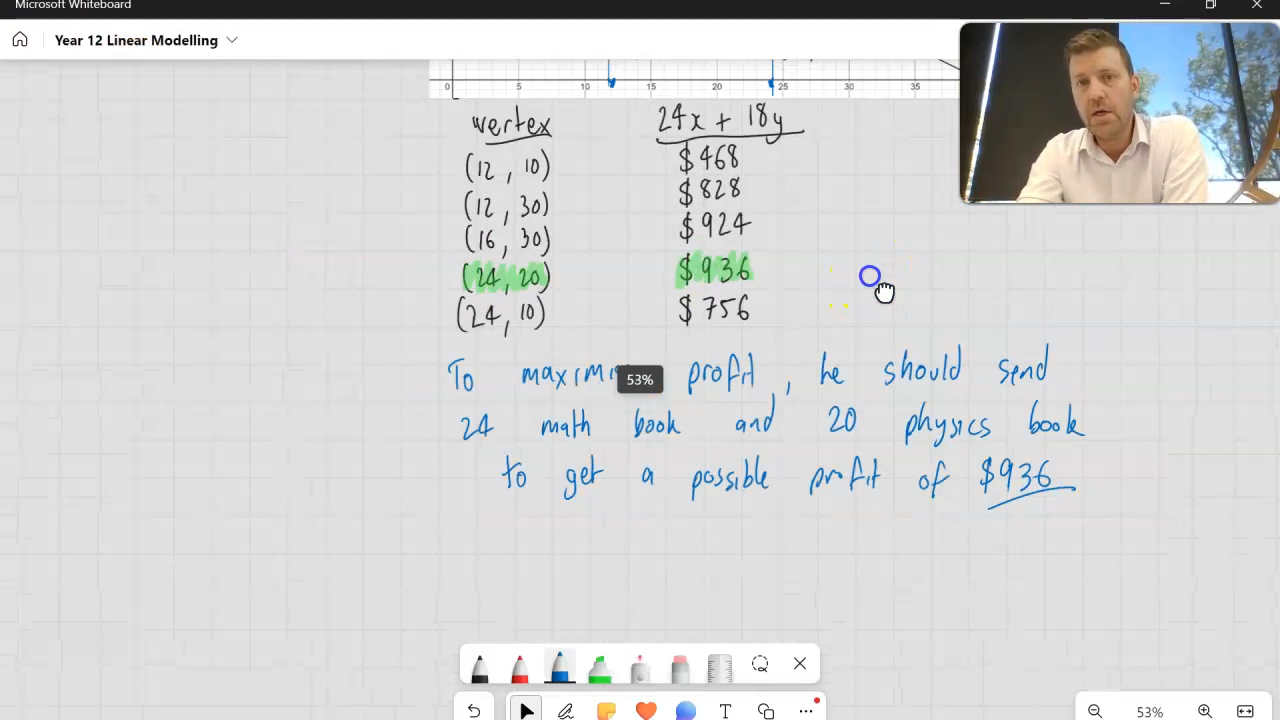 Microsoft Whiteboard
Year 12 Linear Modelling
0 5 10 15 20 25 30 35
vertex 24x + 18y
(12, 10) $468
(12, 30) $828
(16, 30) $924
(24, 20) $936
(24, 10) $756
To profit, he should send
53%
24 math book and 20 physics book
to get a possible profit of $936
53%